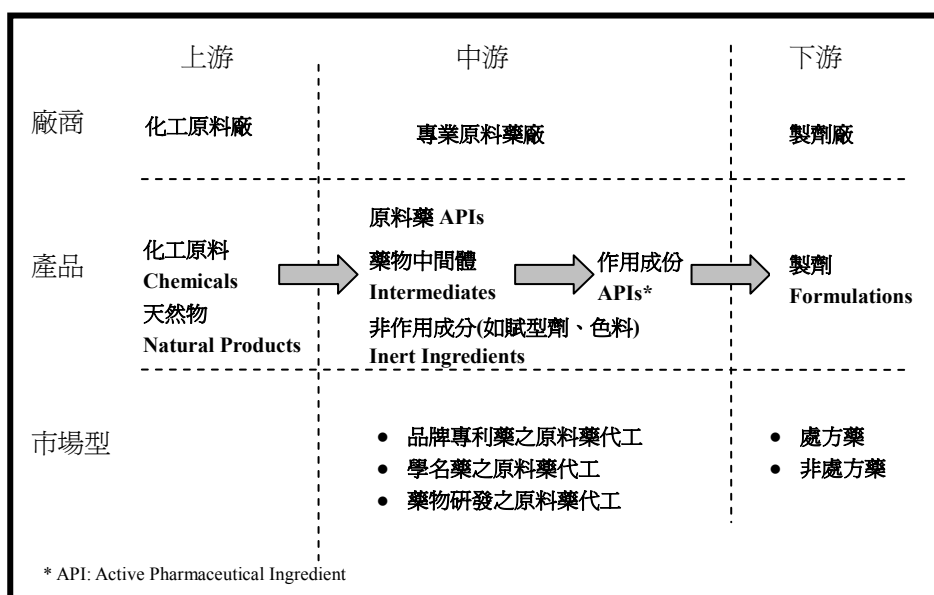 上游 中游 下游
廠商 化工原料廠 專業原料藥廠 製劑廠
產品
化工原料
Chemicals
天然物
Natural Products
原料藥 APIs
藥物中間體
Intermediates
非作用成分(如賦型劑、色料)
Inert Ingredients
作用成份
APIs*
製劑
Formulations
市場型
● 品牌專利藥之原料藥代工
● 學名藥之原料藥代工
● 藥物研發之原料藥代工
● 處方藥
● 非處方藥
* API: Active Pharmaceutical Ingredient